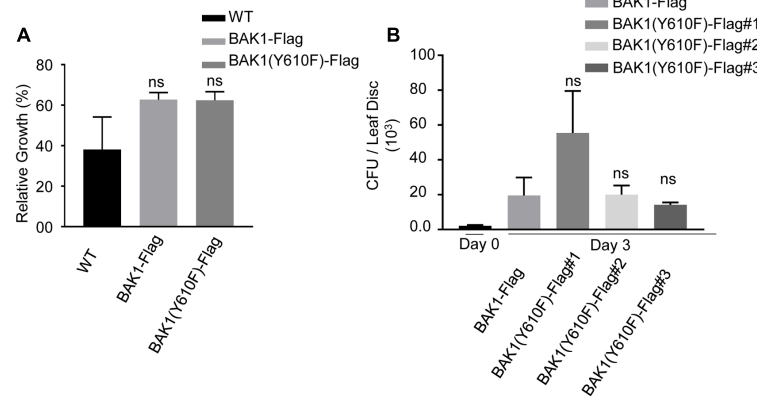 A
WT
BAK1-Flag
BAK1(Y610F)-Flag
Relative Growth (%)
80
60
40
20
00
ns
ns
WT
BAK1-Flag
BAK1(Y610F)-Flag
B
BAK1-Flag
BAK1(Y610F)-Flag#1
BAK1(Y610F)-Flag#2
BAK1(Y610F)-Flag#3
CFU / Leaf Disc
(10³)
100
80
60
40
20
0.0
ns
ns
ns
Day 0
Day 3
BAK1-Flag
BAK1(Y610F)-Flag#1
BAK1(Y610F)-Flag#2
BAK1(Y610F)-Flag#3